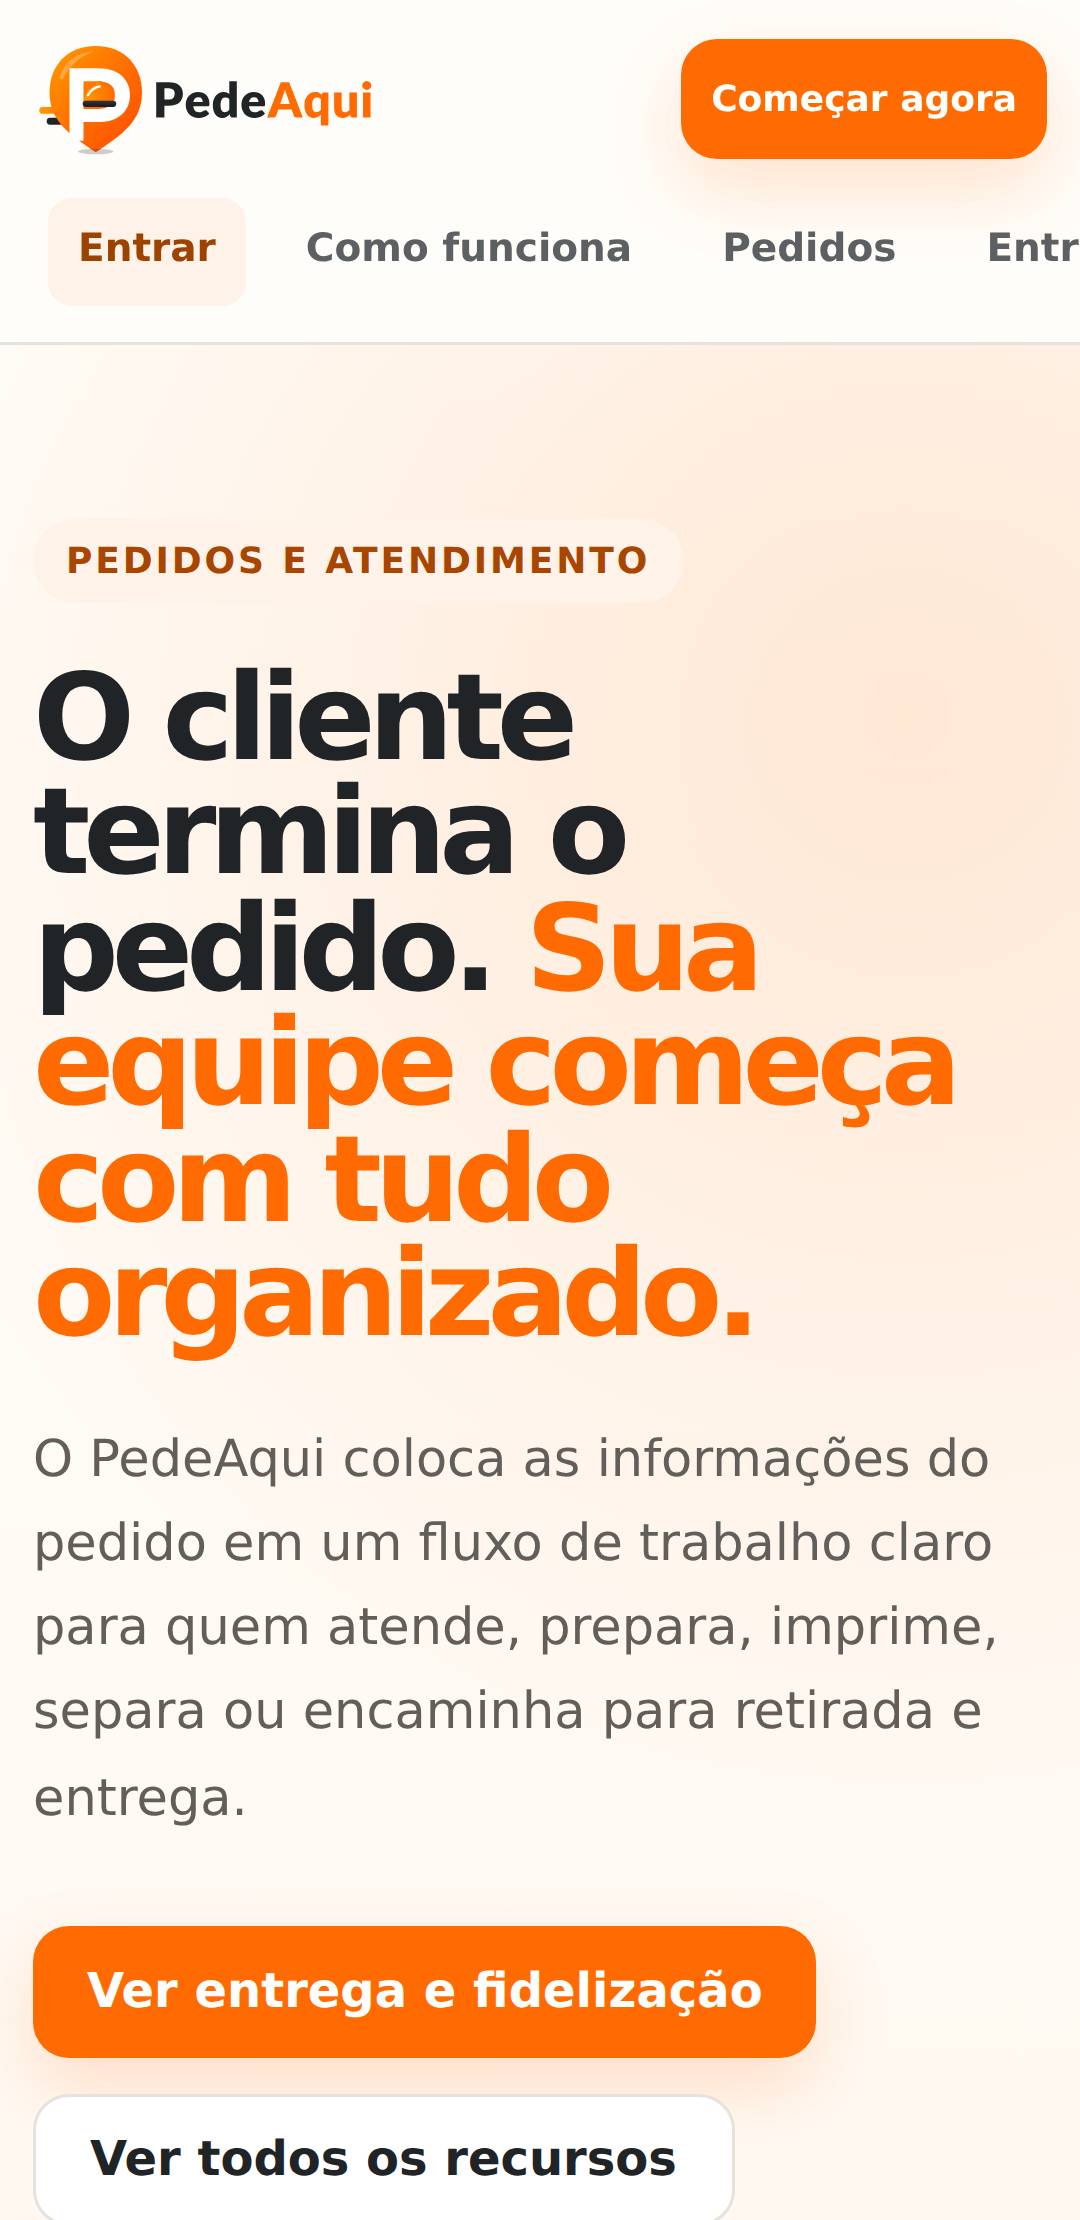 PedeAqui
Começar agora
Entrar
Como funciona
Pedidos
Entr
PEDIDOS E ATENDIMENTO
O cliente
termina o
pedido. Sua
equipe começa
com tudo
organizado.
O PedeAqui coloca as informações do
pedido em um fluxo de trabalho claro
para quem atende, prepara, imprime,
separa ou encaminha para retirada e
entrega.
Ver entrega e fidelização
Ver todos os recursos